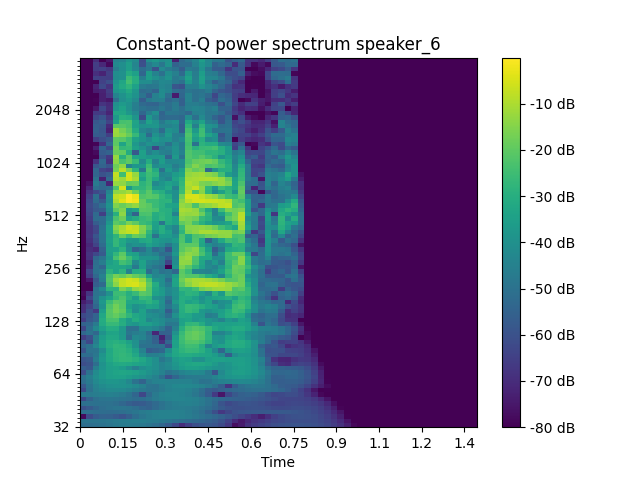 Constant-Q power spectrum speaker_6
Hz
2048
1024
512
256
128
64
32
0 0.15 0.3 0.45 0.6 0.75 0.9 1.1 1.2 1.4
Time
-10 dB
-20 dB
-30 dB
-40 dB
-50 dB
-60 dB
-70 dB
-80 dB